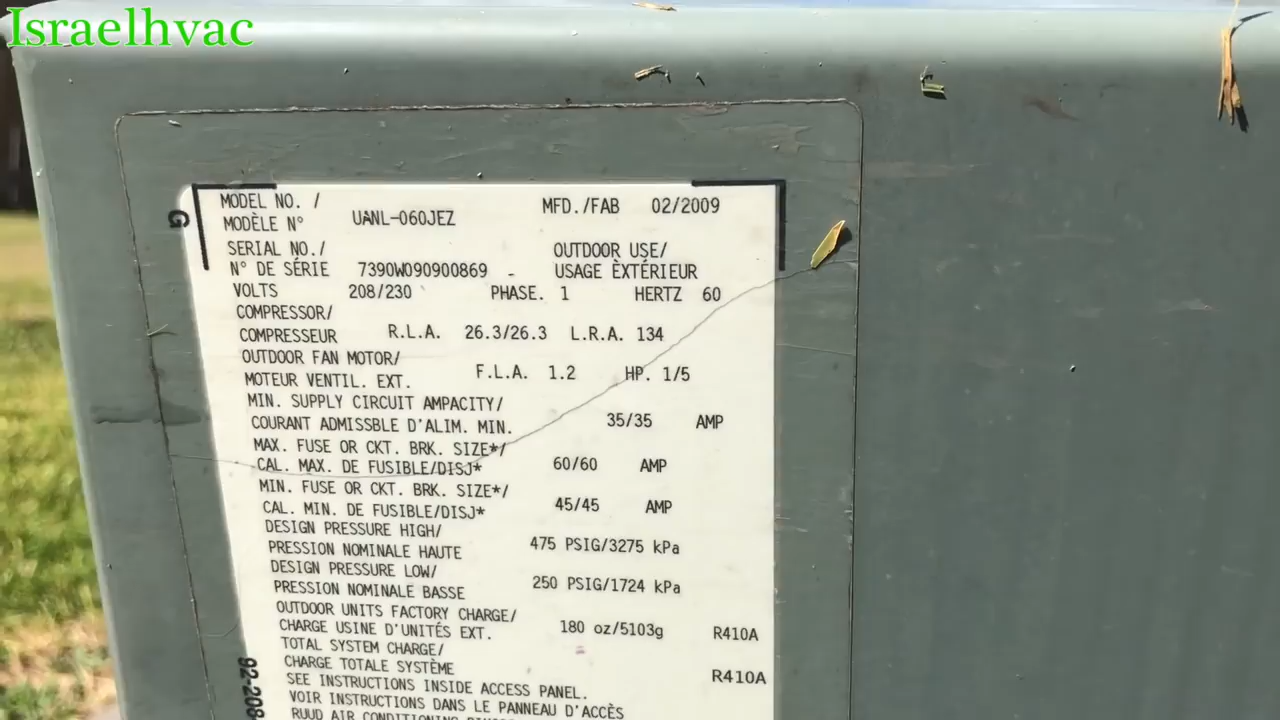 Israelhvac
MODEL NO. /
MODÈLE N° UANL-060JEZ MFD./FAB 02/2009
SERIAL NO./ OUTDOOR USE/
N° DE SÉRIE 7390W090900869 - USAGE ÈXTÉRIEUR
VOLTS 208/230 PHASE. 1 HERTZ 60
COMPRESSOR/
COMPRESSEUR R.L.A. 26.3/26.3 L.R.A. 134
OUTDOOR FAN MOTOR/
MOTEUR VENTIL. EXT. F.L.A. 1.2 HP. 1/5
MIN. SUPPLY CIRCUIT AMPACITY/
COURANT ADMISSBLE D'ALIM. MIN. 35/35 AMP
MAX. FUSE OR CKT. BRK. SIZE*/
CAL. MAX. DE FUSIBLE/DISJ* 60/60 AMP
MIN. FUSE OR CKT. BRK. SIZE*/
CAL. MIN. DE FUSIBLE/DISJ* 45/45 AMP
DESIGN PRESSURE HIGH/
PRESSION NOMINALE HAUTE 475 PSIG/3275 kPa
DESIGN PRESSURE LOW/
PRESSION NOMINALE BASSE 250 PSIG/1724 kPa
OUTDOOR UNITS FACTORY CHARGE/
CHARGE USINE D'UNITÉS EXT. 180 oz/5103g R410A
TOTAL SYSTEM CHARGE/
CHARGE TOTALE SYSTÈME R410A
SEE INSTRUCTIONS INSIDE ACCESS PANEL.
VOIR INSTRUCTIONS DANS LE PANNEAU D'ACCÈS
RUUD AIR CONDITIONING
G
92-208